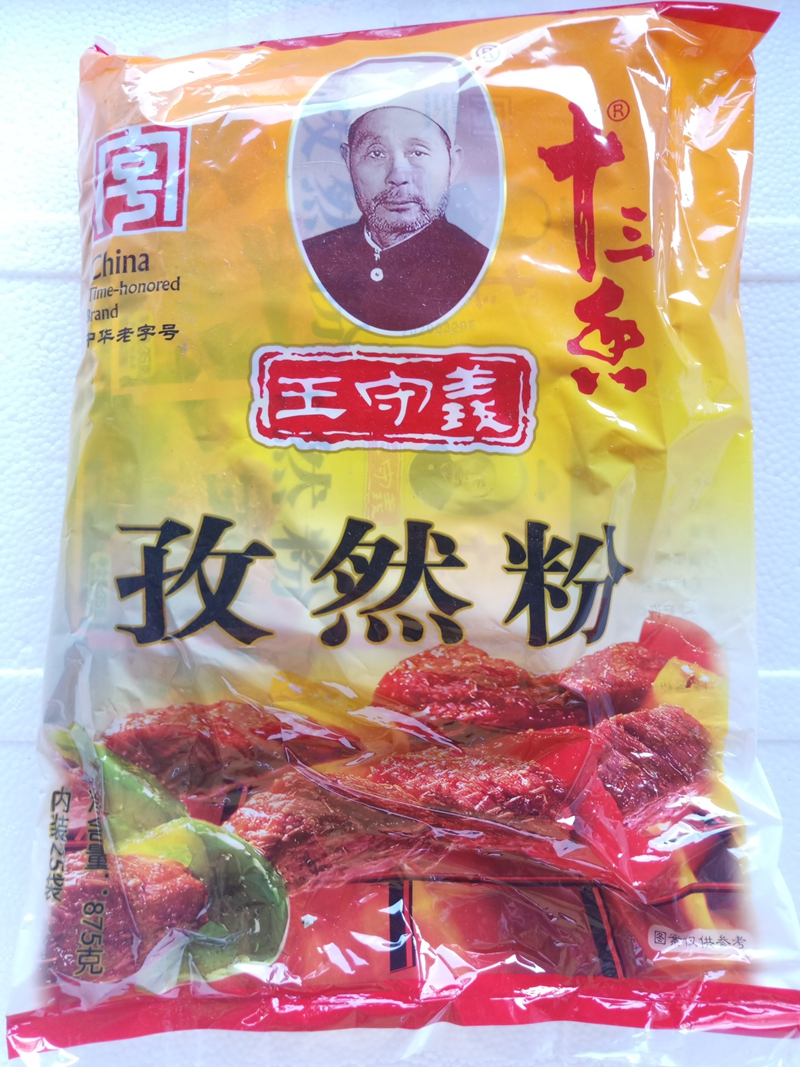 China
Time-honored
Brand
中华老字号
®
十三香®
王守義
孜然粉
净含量:875克
内装25袋
图案仅供参考